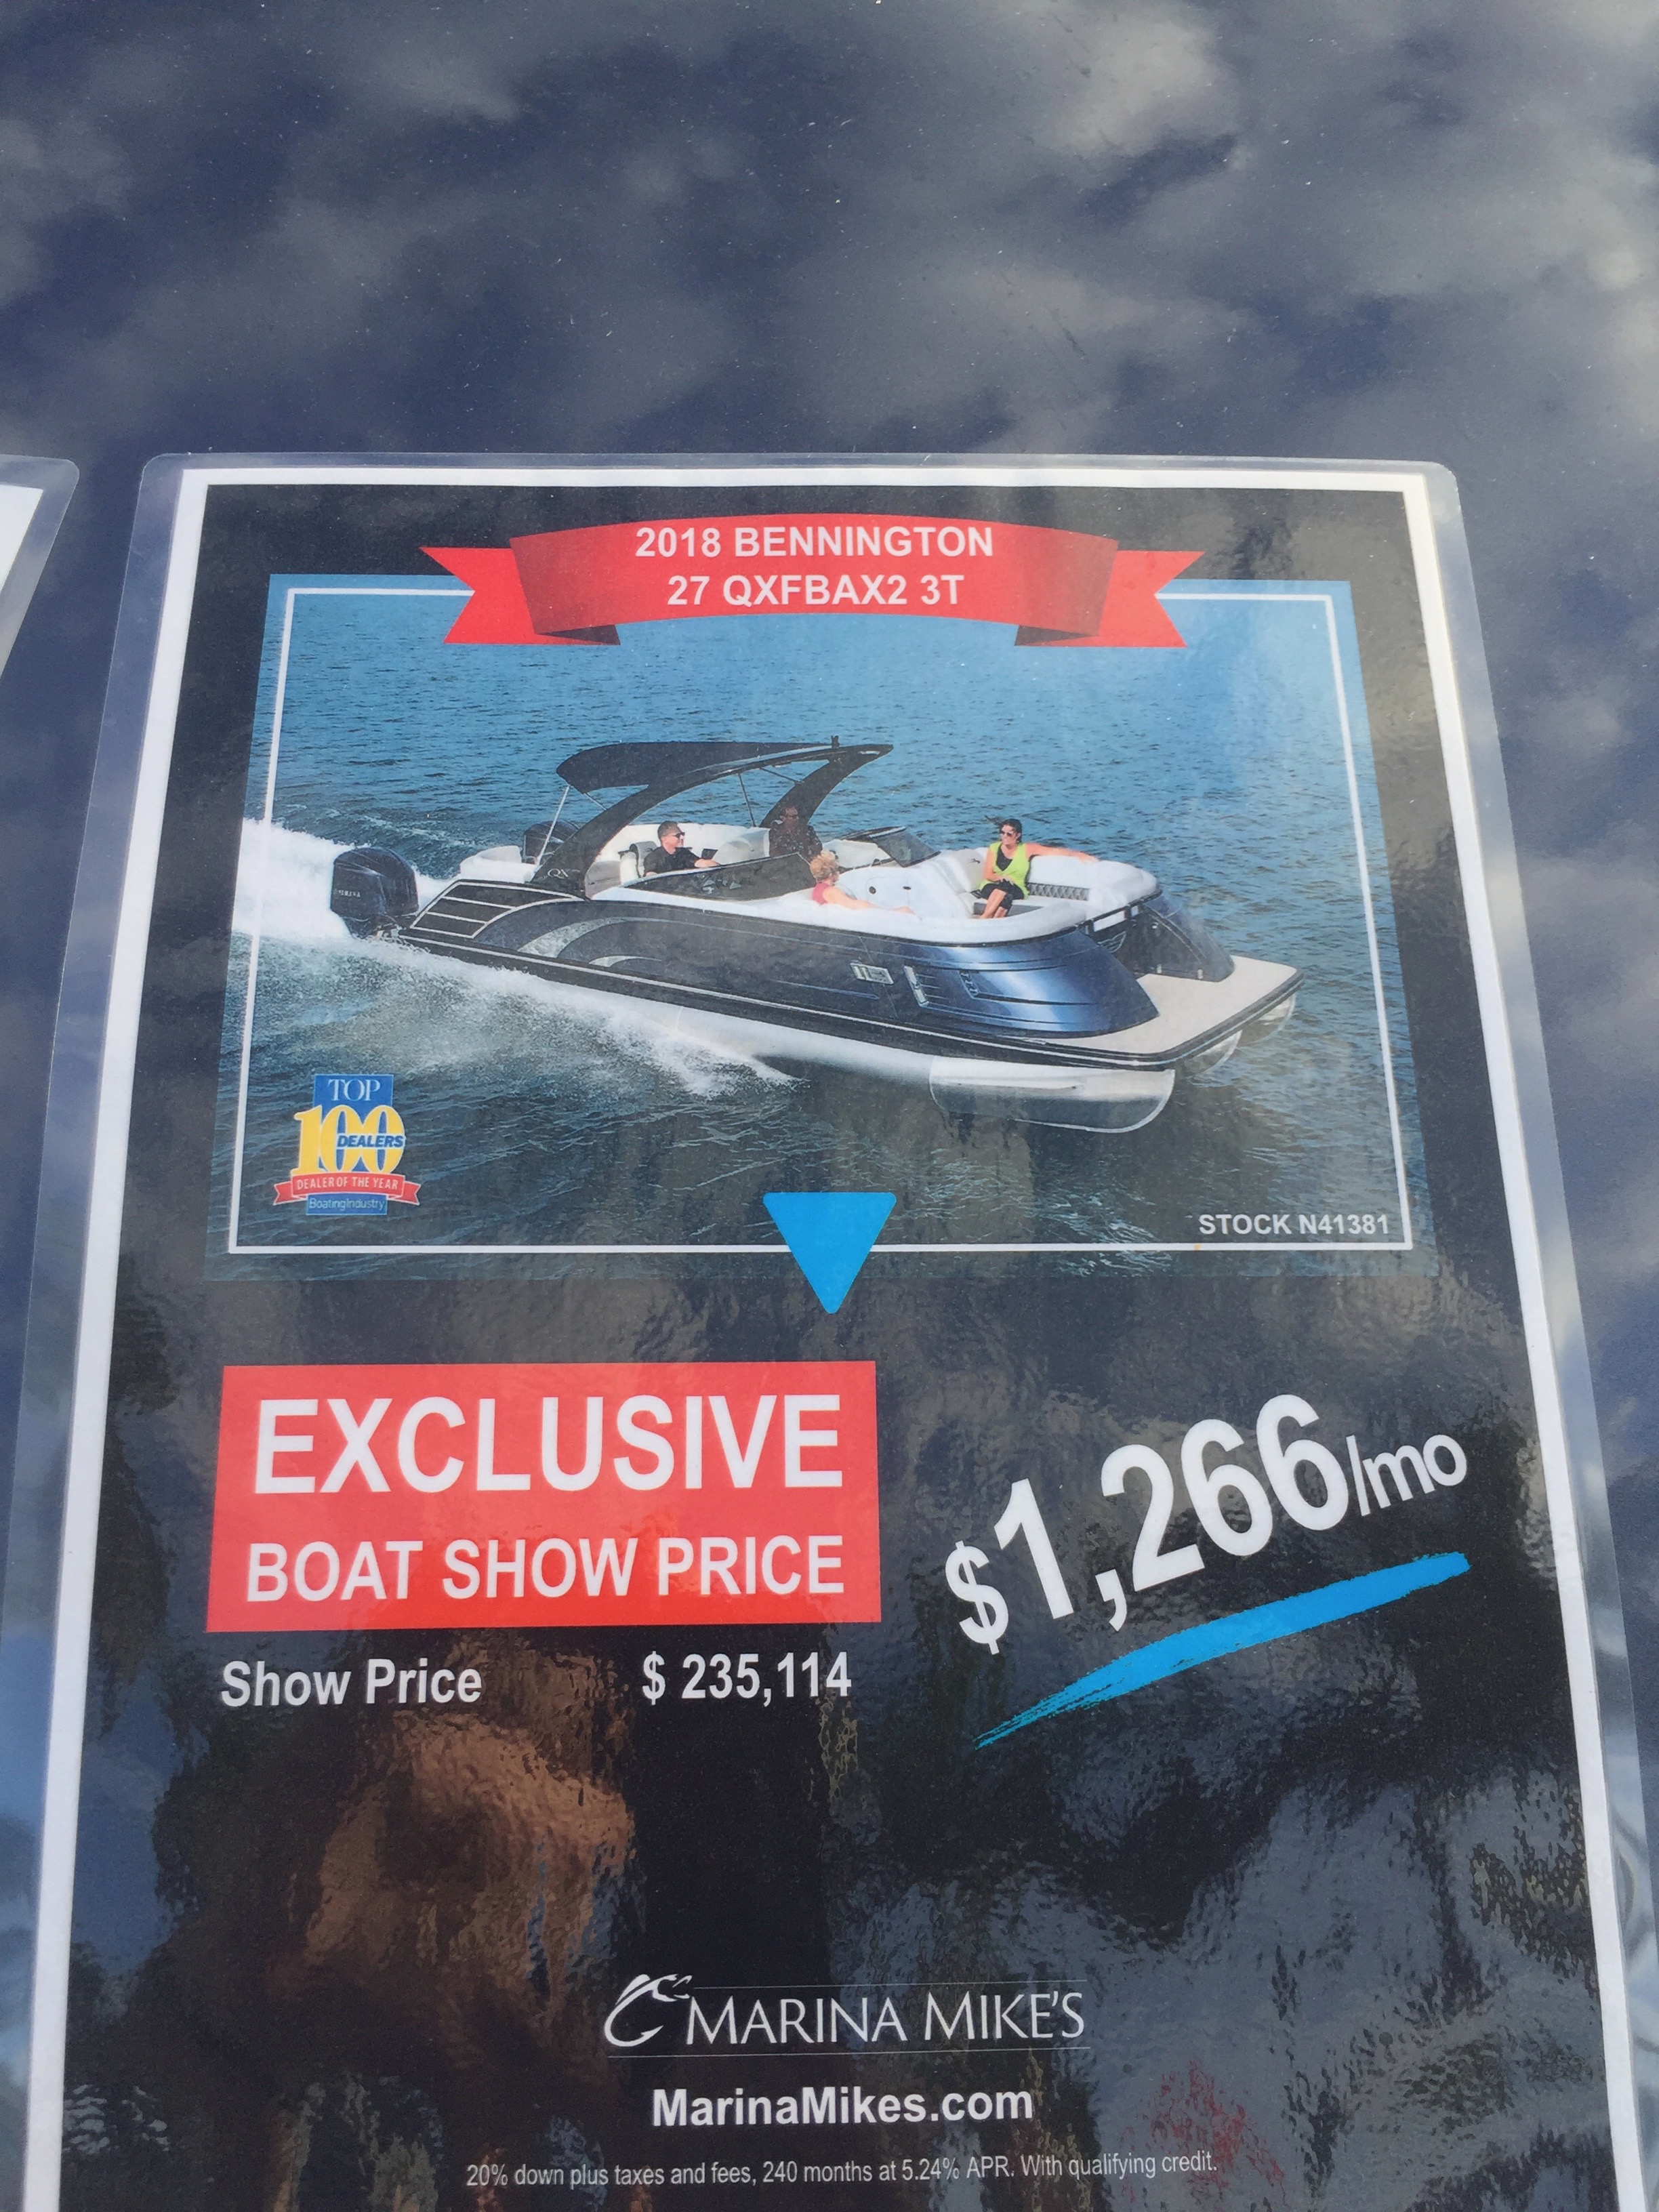 2018 BENNINGTON
27 QXFBAX2 3T
QX
YAMAHA
TOP
100
DEALERS
DEALER OF THE YEAR
BoatingIndustry
STOCK N41381
EXCLUSIVE
BOAT SHOW PRICE
$1,266/mo
Show Price $ 235,114
MARINA MIKE'S
MarinaMikes.com
20% down plus taxes and fees, 240 months at 5.24% APR. With qualifying credit.